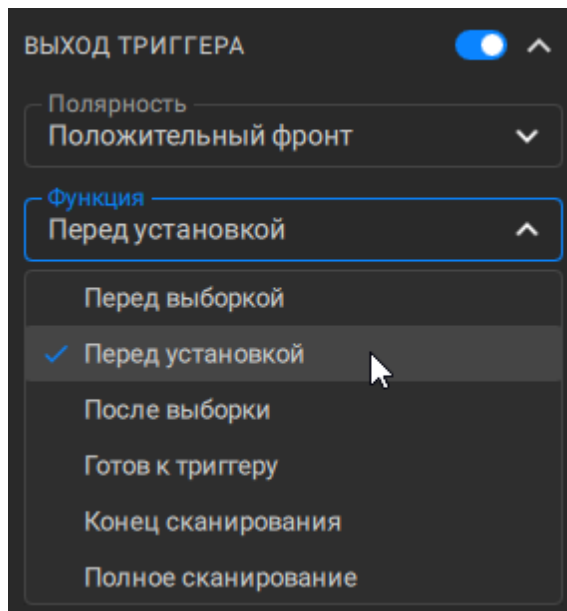 ВЫХОД ТРИГГЕРА
Полярность
Положительный фронт
Функция
Перед установкой
Перед выборкой
Перед установкой
После выборки
Готов к триггеру
Конец сканирования
Полное сканирование